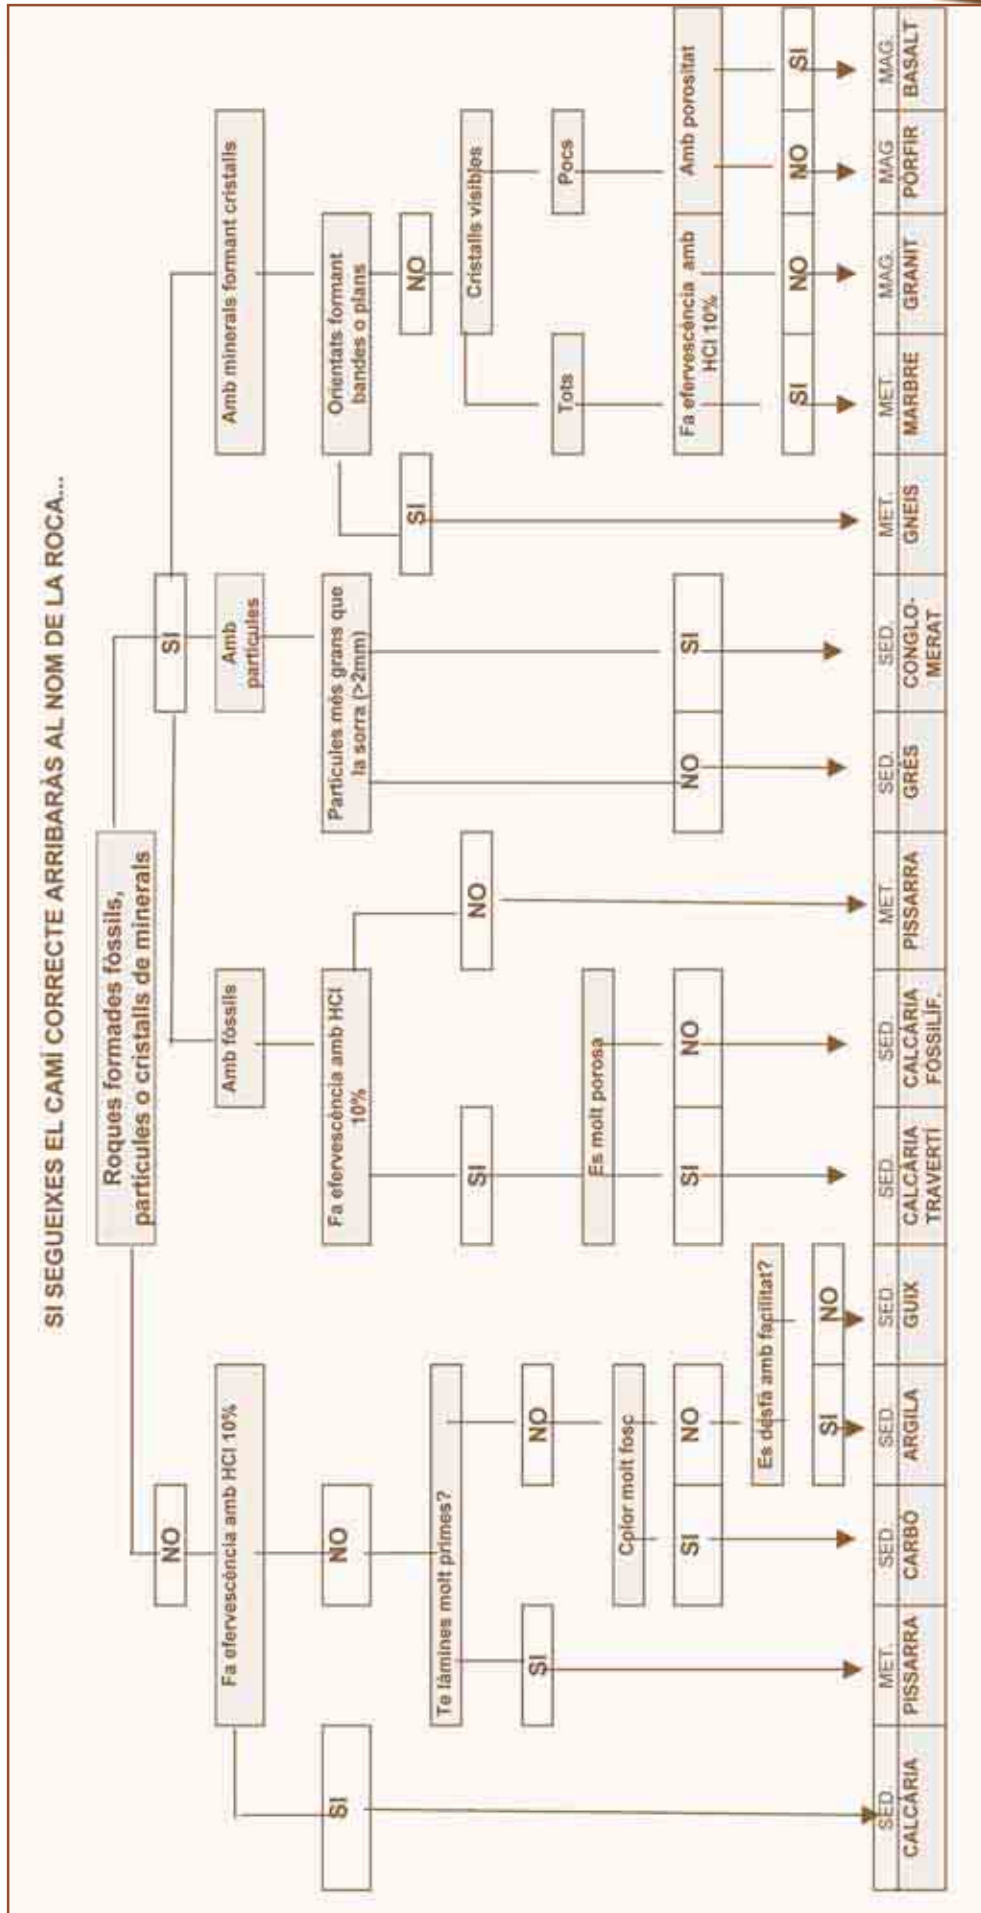 SI SEGUEIXES EL CAMÍ CORRECTE ARRIBARÀS AL NOM DE LA ROCA...
Roques formades fòssils,
partícules o cristalls de minerals
NO
SI
Fa efervescència amb HCl 10%
Amb fòssils
Amb
partícules
Amb minerals formant cristalls
SI
NO
Fa efervescència amb HCl
10%
Partícules més grans que
la sorra (>2mm)
Orientats formant
bandes o plans
SI
NO
Te làmines molt primes?
SI
NO
Cristalls visibles
SI
NO
Tots
Pocs
Color molt fosc
Es molt porosa
SI
NO
SI
NO
NO
SI
Fa efervescència amb
HCl 10%
Amb porositat
Es desfà amb facilitat?
SI
NO
NO
SI
SI
NO
SED.
MET.
SED.
SED.
SED.
SED.
SED.
MET.
SED.
SED.
MET.
MET.
MAG.
MAG
MAG.
CALCÀRIA
PISSARRA
CARBÓ
ARGILA
GUIX
CALCÀRIA
TRAVERTÍ
CALCÀRIA
FOSSILÍF.
PISSARRA
GRÈS
CONGLO-
MERAT
GNEIS
MARBRE
GRANIT
PÒRFIR
BASALT